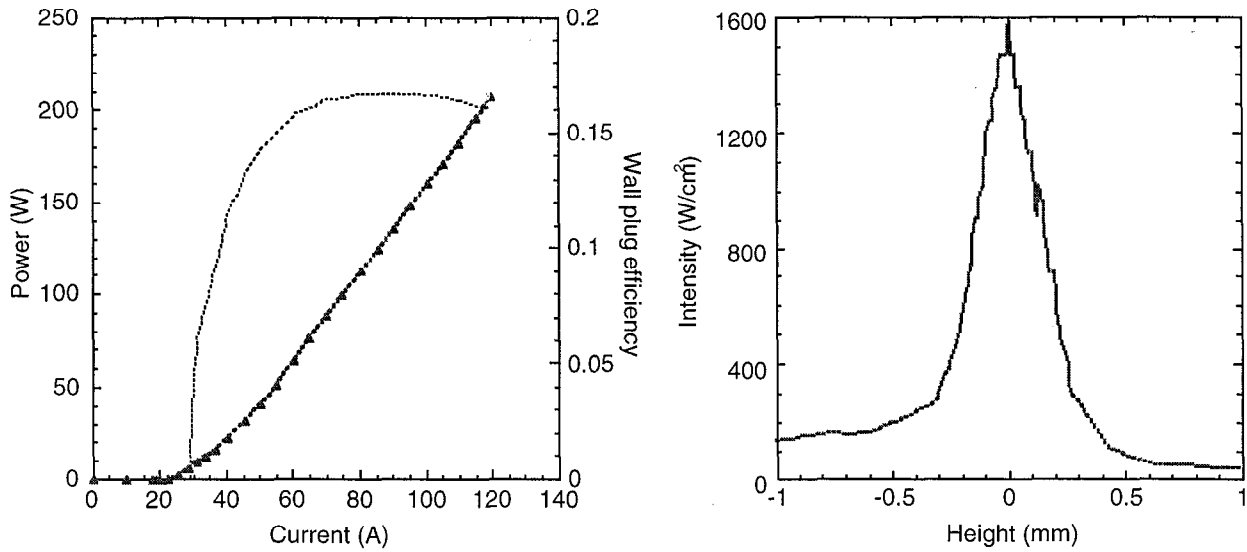 250
200
150
100
50
0
Power (W)
0.2
0.15
0.1
0.05
0
Wall plug efficiency
0 20 40 60 80 100 120 140
Current (A)
1600
1200
800
400
0
Intensity (W/cm²)
-1 -0.5 0 0.5 1
Height (mm)